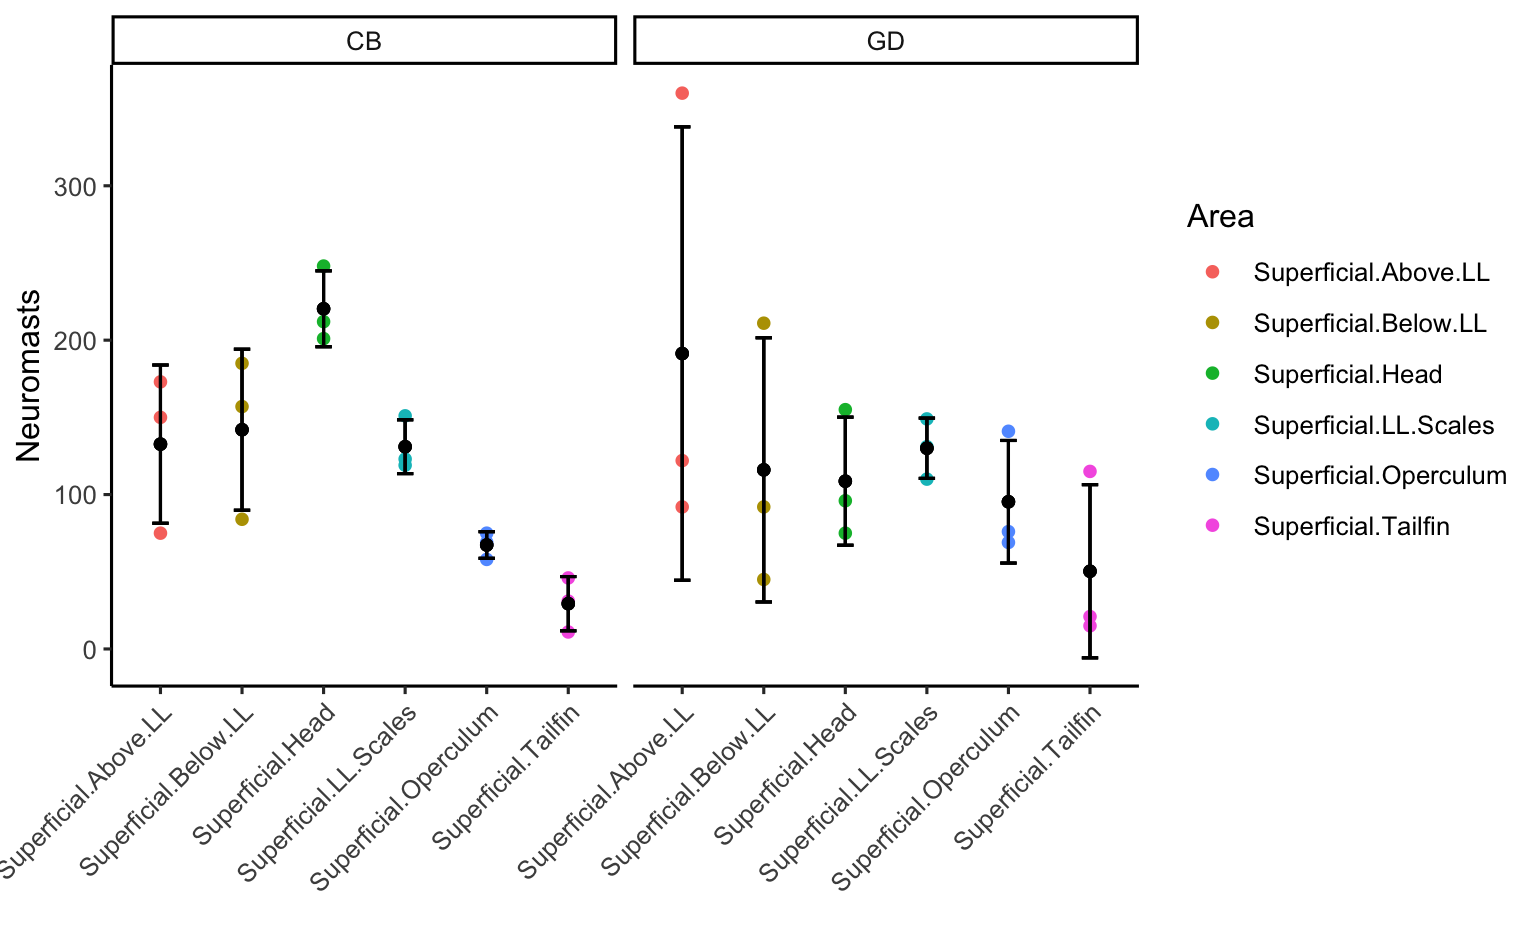 CB
GD
Neuromasts
300
200
100
0
Superficial.Above.LL
Superficial.Below.LL
Superficial.Head
Superficial.LL.Scales
Superficial.Operculum
Superficial.Tailfin
Superficial.Above.LL
Superficial.Below.LL
Superficial.Head
Superficial.LL.Scales
Superficial.Operculum
Superficial.Tailfin
Area
Superficial.Above.LL
Superficial.Below.LL
Superficial.Head
Superficial.LL.Scales
Superficial.Operculum
Superficial.Tailfin